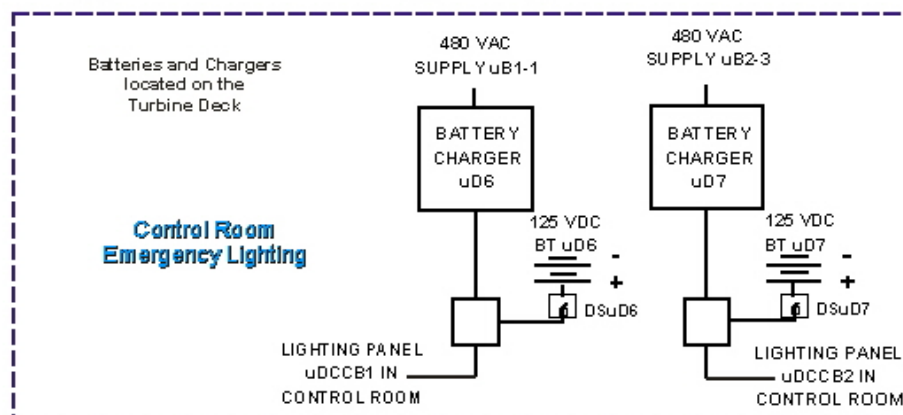 Batteries and Chargers
located on the
Turbine Deck
480 VAC
SUPPLY uB1-1
480 VAC
SUPPLY uB2-3
BATTERY
CHARGER
uD6
BATTERY
CHARGER
uD7
Control Room
Emergency Lighting
125 VDC
BT uD6
-
+
DSuD6
125 VDC
BT uD7
-
+
DSuD7
LIGHTING PANEL
uDCCB1 IN
CONTROL ROOM
LIGHTING PANEL
uDCCB2 IN
CONTROL ROOM